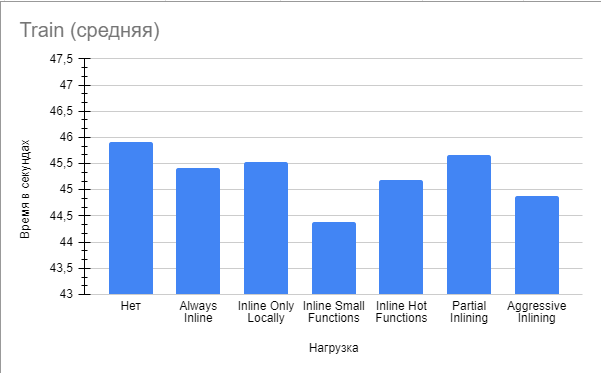 Train (средняя)
47,5
47
46,5
46
45,5
45
44,5
44
43,5
43
Время в секундах
Нет
Always
Inline
Inline Only
Locally
Inline Small
Functions
Inline Hot
Functions
Partial
Inlining
Aggressive
Inlining
Нагрузка